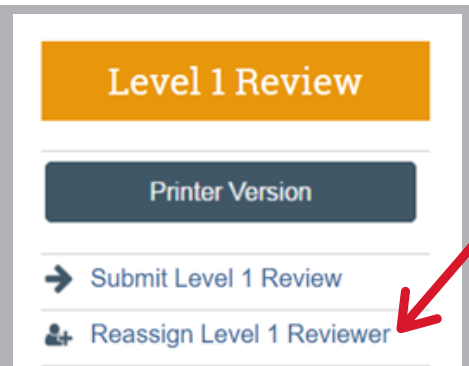 Level 1 Review
Printer Version
Submit Level 1 Review
Reassign Level 1 Reviewer